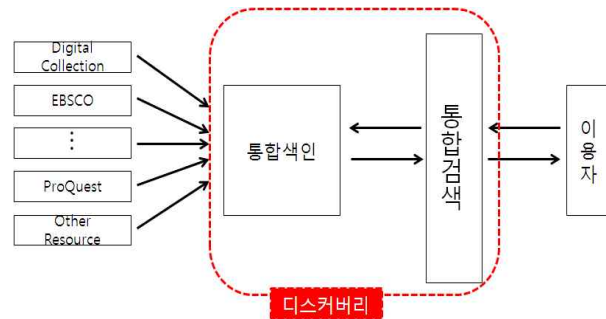 Digital
Collection
EBSCO
⋮
ProQuest
Other
Resource
통합색인
통합검색
이용자
디스커버리